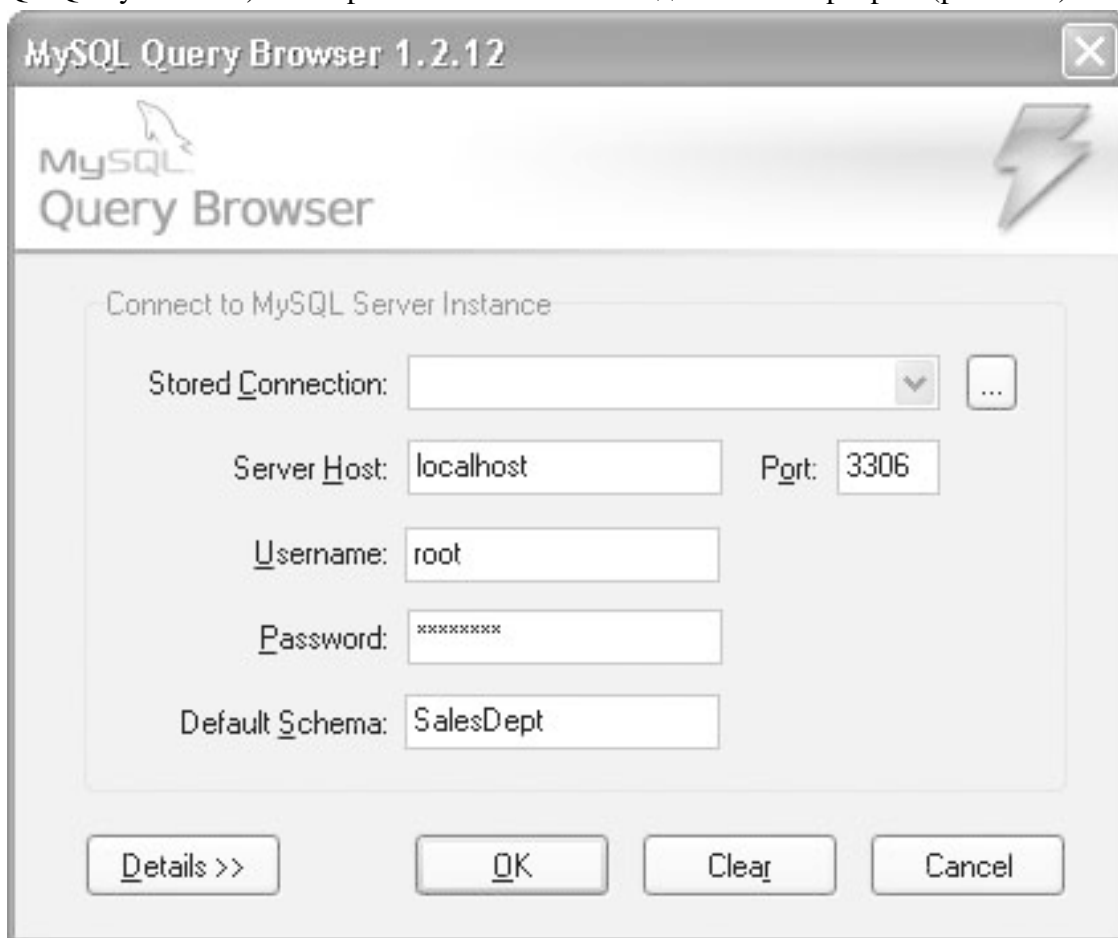 MySQL Query Browser 1.2.12
MySQL
Query Browser
Connect to MySQL Server Instance
Stored Connection:
...
Server Host: localhost Port: 3306
Username: root
Password: ********
Default Schema: SalesDept
Details >> OK Clear Cancel